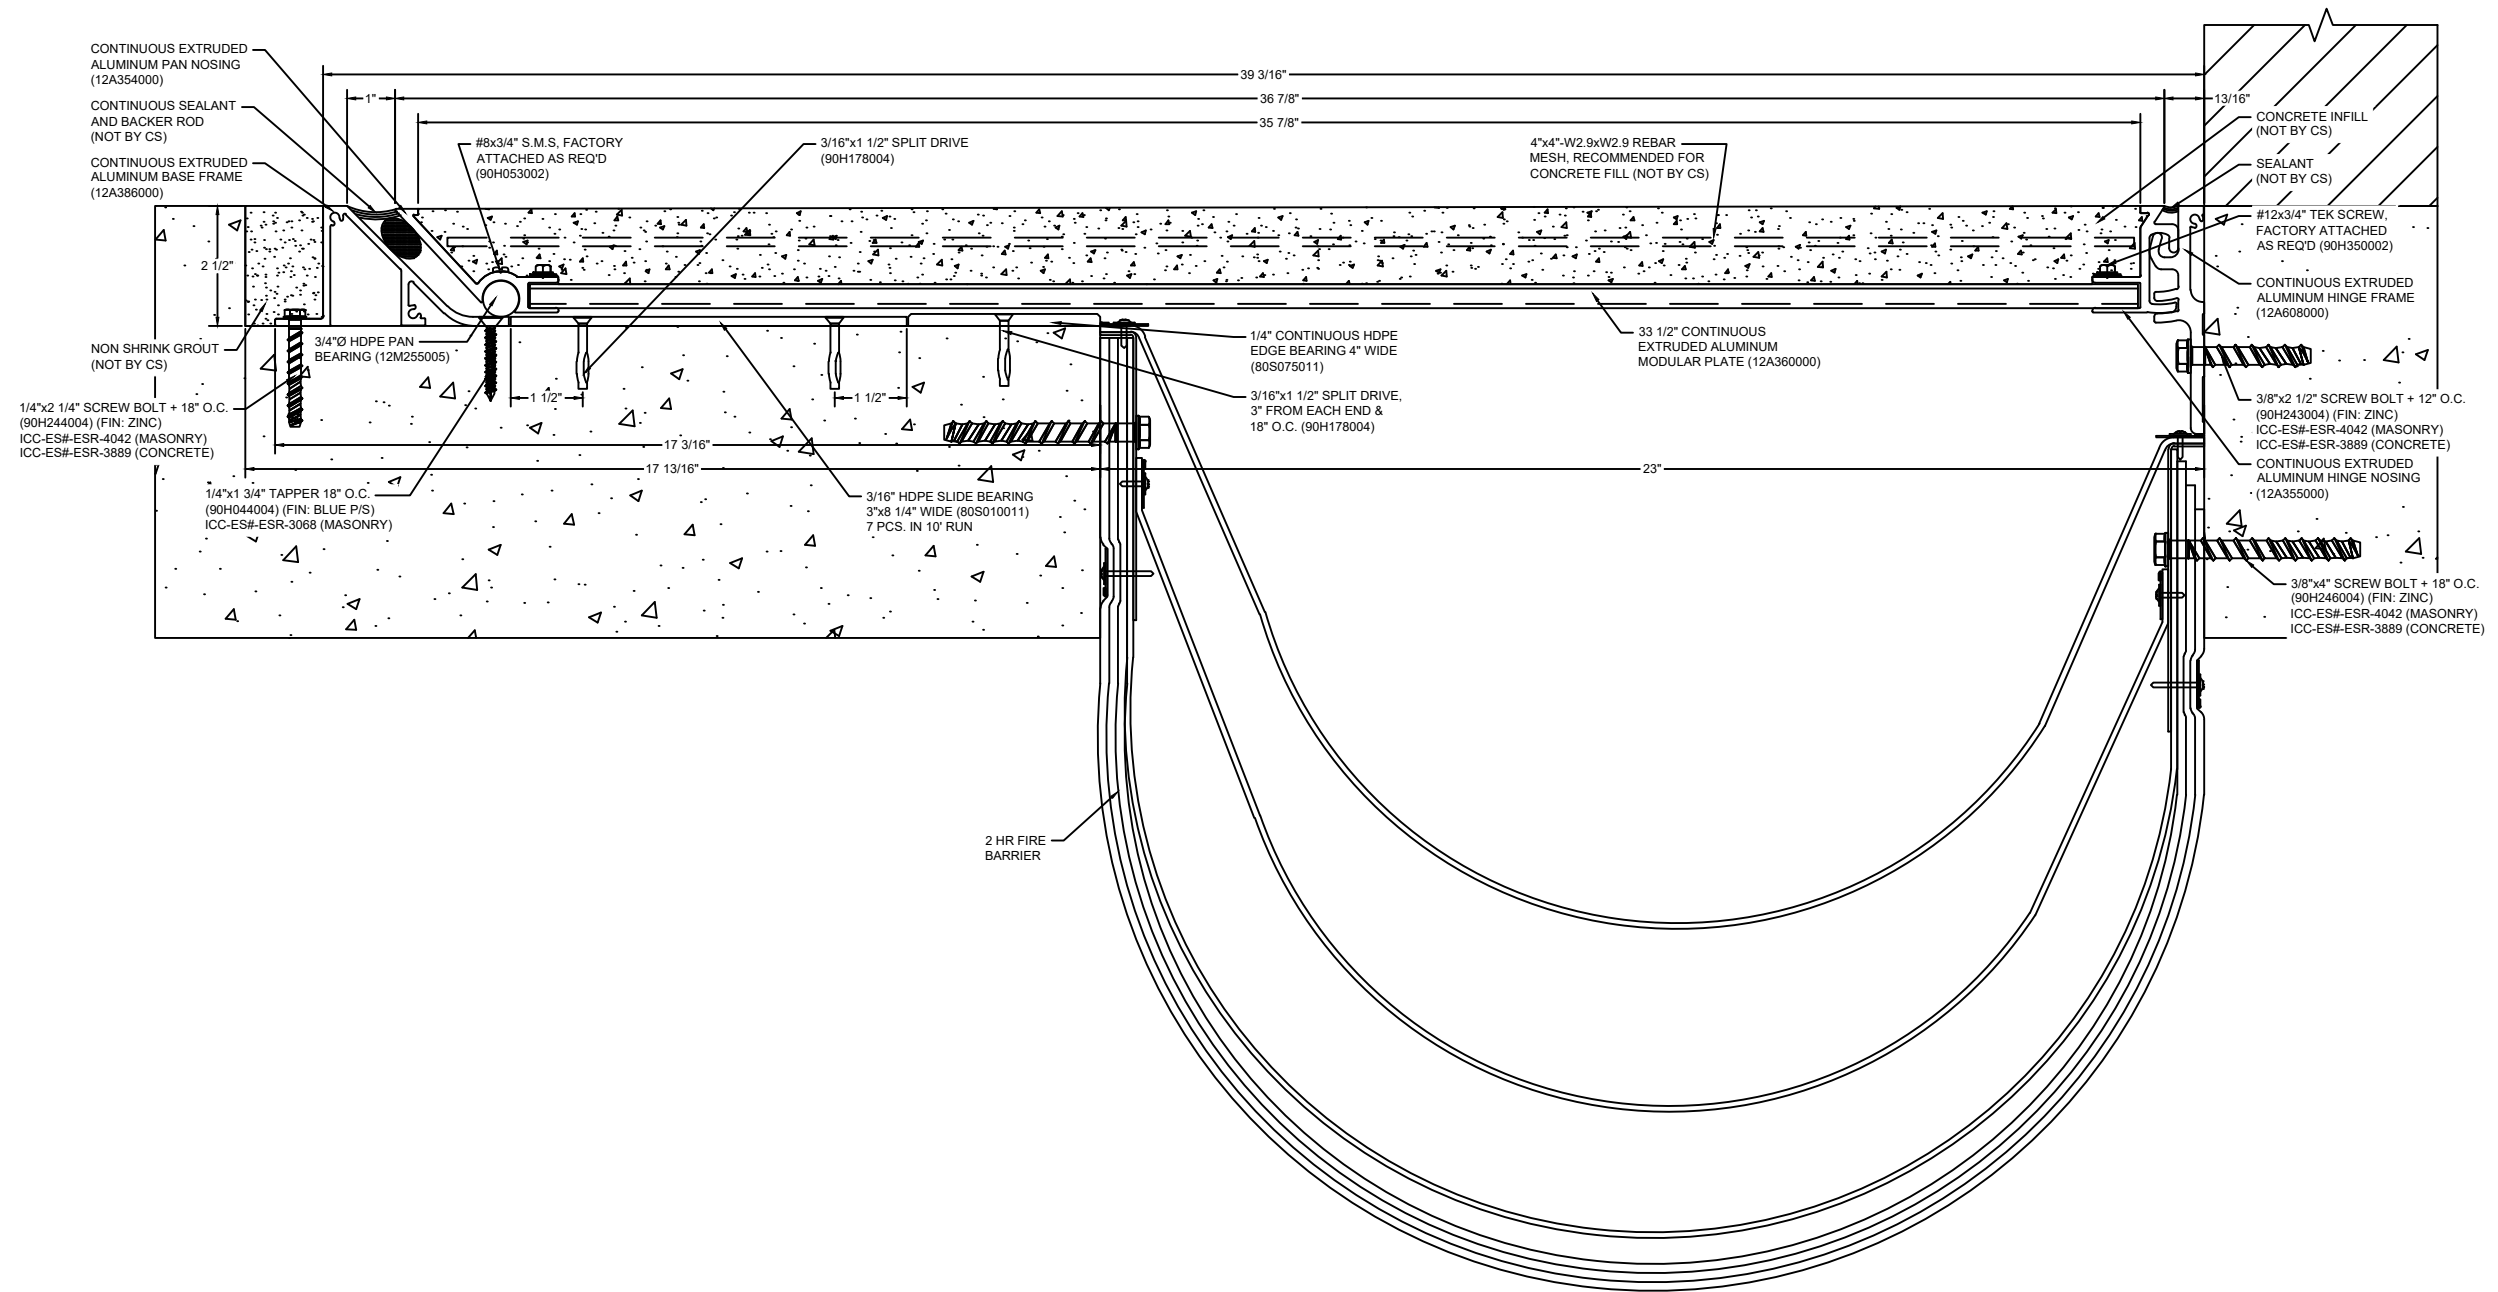 CONTINUOUS EXTRUDED
ALUMINUM PAN NOSING
(12A354000)
CONTINUOUS SEALANT
AND BACKER ROD
(NOT BY CS)
CONTINUOUS EXTRUDED
ALUMINUM BASE FRAME
(12A386000)
39 3/16"
1"
36 7/8"
13/16"
35 7/8"
#8x3/4" S.M.S, FACTORY
ATTACHED AS REQ'D
(90H053002)
3/16"x1 1/2" SPLIT DRIVE
(90H178004)
4"x4"-W2.9xW2.9 REBAR
MESH, RECOMMENDED FOR
CONCRETE FILL (NOT BY CS)
CONCRETE INFILL
(NOT BY CS)
SEALANT
(NOT BY CS)
#12x3/4" TEK SCREW,
FACTORY ATTACHED
AS REQ'D (90H350002)
CONTINUOUS EXTRUDED
ALUMINUM HINGE FRAME
(12A608000)
2 1/2"
NON SHRINK GROUT
(NOT BY CS)
3/4"Ø HDPE PAN
BEARING (12M255005)
1/4" CONTINUOUS HDPE
EDGE BEARING 4" WIDE
(80S075011)
33 1/2" CONTINUOUS
EXTRUDED ALUMINUM
MODULAR PLATE (12A360000)
1/4"x2 1/4" SCREW BOLT + 18" O.C.
(90H244004) (FIN: ZINC)
ICC-ES#-ESR-4042 (MASONRY)
ICC-ES#-ESR-3889 (CONCRETE)
1 1/2"
1 1/2"
3/16"x1 1/2" SPLIT DRIVE,
3" FROM EACH END &
18" O.C. (90H178004)
3/8"x2 1/2" SCREW BOLT + 12" O.C.
(90H243004) (FIN: ZINC)
ICC-ES#-ESR-4042 (MASONRY)
ICC-ES#-ESR-3889 (CONCRETE)
17 3/16"
17 13/16"
23"
CONTINUOUS EXTRUDED
ALUMINUM HINGE NOSING
(12A355000)
1/4"x1 3/4" TAPPER 18" O.C.
(90H044004) (FIN: BLUE P/S)
ICC-ES#-ESR-3068 (MASONRY)
3/16" HDPE SLIDE BEARING
3"x8 1/4" WIDE (80S010011)
7 PCS. IN 10' RUN
3/8"x4" SCREW BOLT + 18" O.C.
(90H246004) (FIN: ZINC)
ICC-ES#-ESR-4042 (MASONRY)
ICC-ES#-ESR-3889 (CONCRETE)
2 HR FIRE
BARRIER